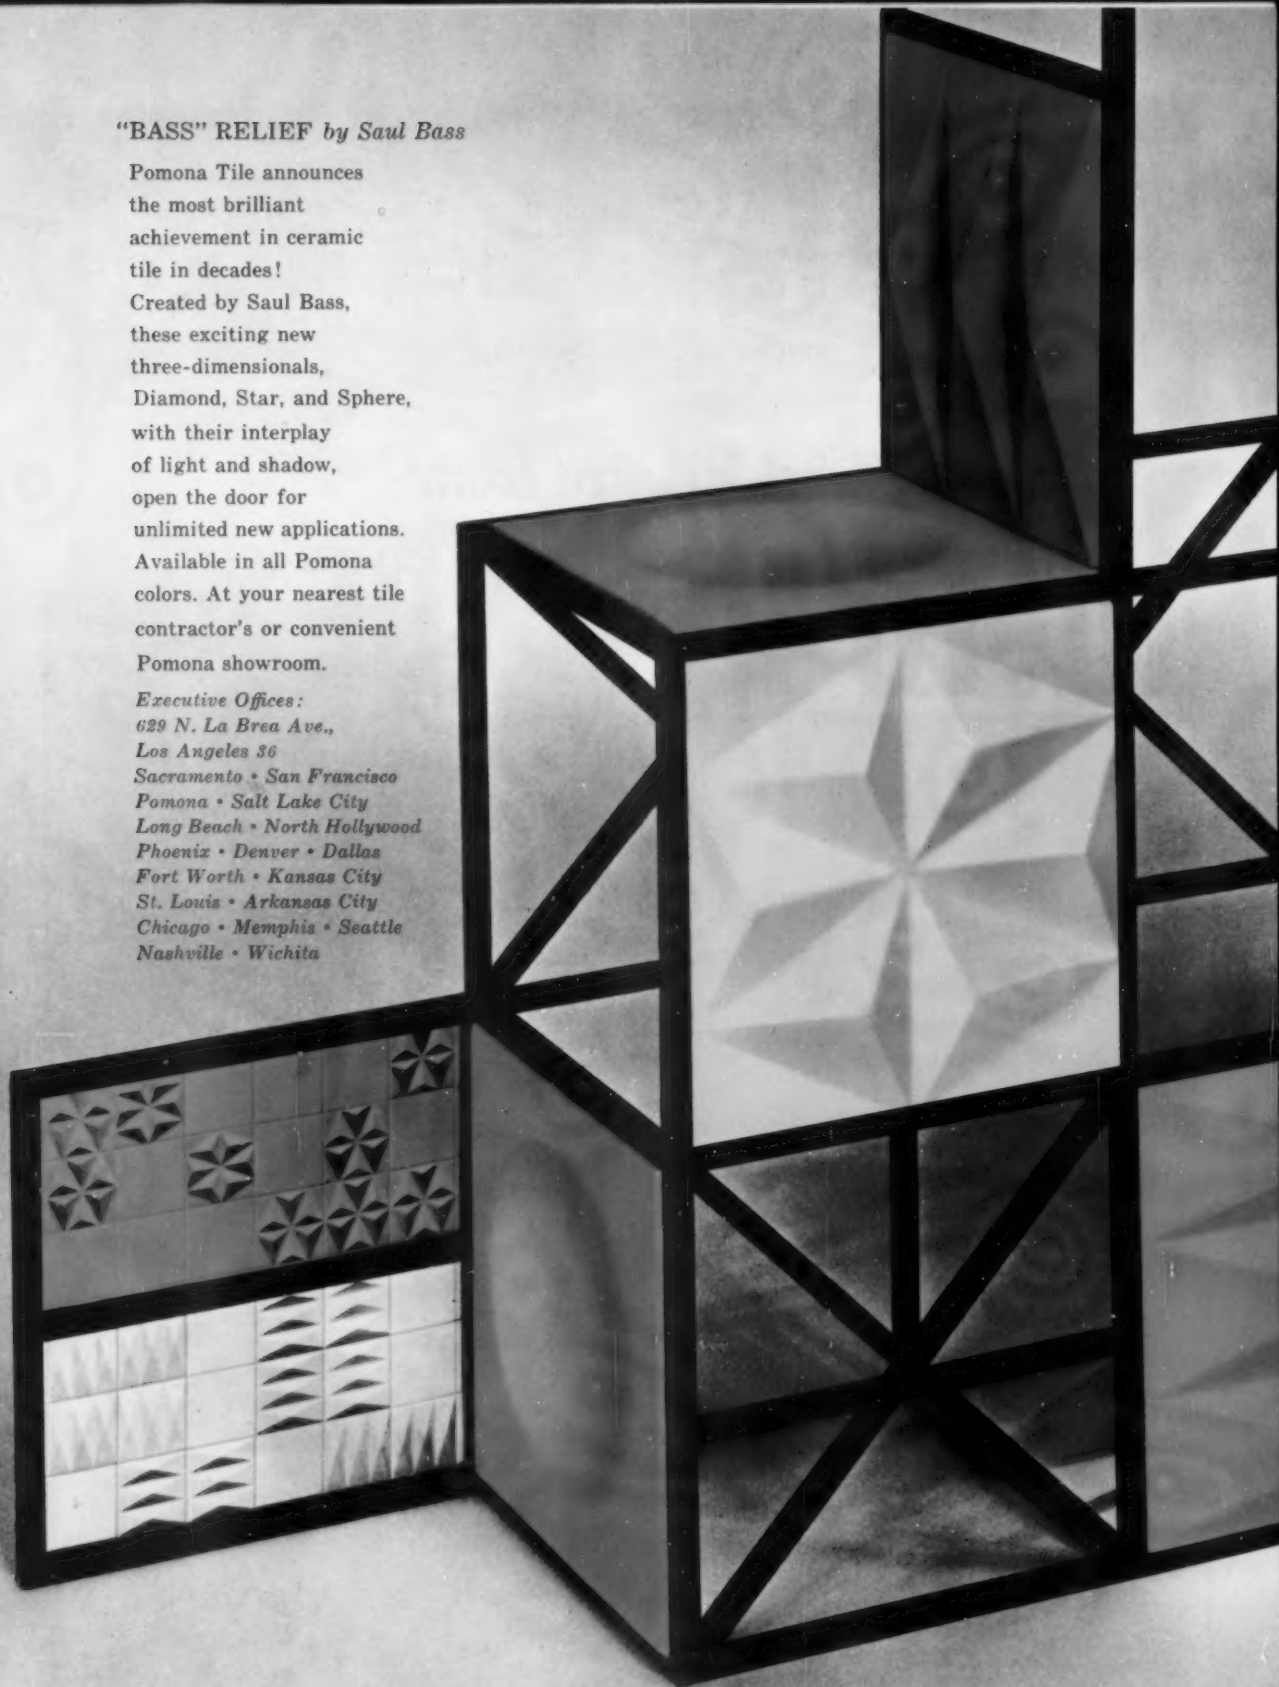 "BASS" RELIEF by Saul Bass
Pomona Tile announces
the most brilliant
achievement in ceramic
tile in decades!
Created by Saul Bass,
these exciting new
three-dimensionals,
Diamond, Star, and Sphere,
with their interplay
of light and shadow,
open the door for
unlimited new applications.
Available in all Pomona
colors. At your nearest tile
contractor's or convenient
Pomona showroom.
Executive Offices:
629 N. La Brea Ave.,
Los Angeles 36
Sacramento • San Francisco
Pomona • Salt Lake City
Long Beach • North Hollywood
Phoenix • Denver • Dallas
Fort Worth • Kansas City
St. Louis • Arkansas City
Chicago • Memphis • Seattle
Nashville • Wichita